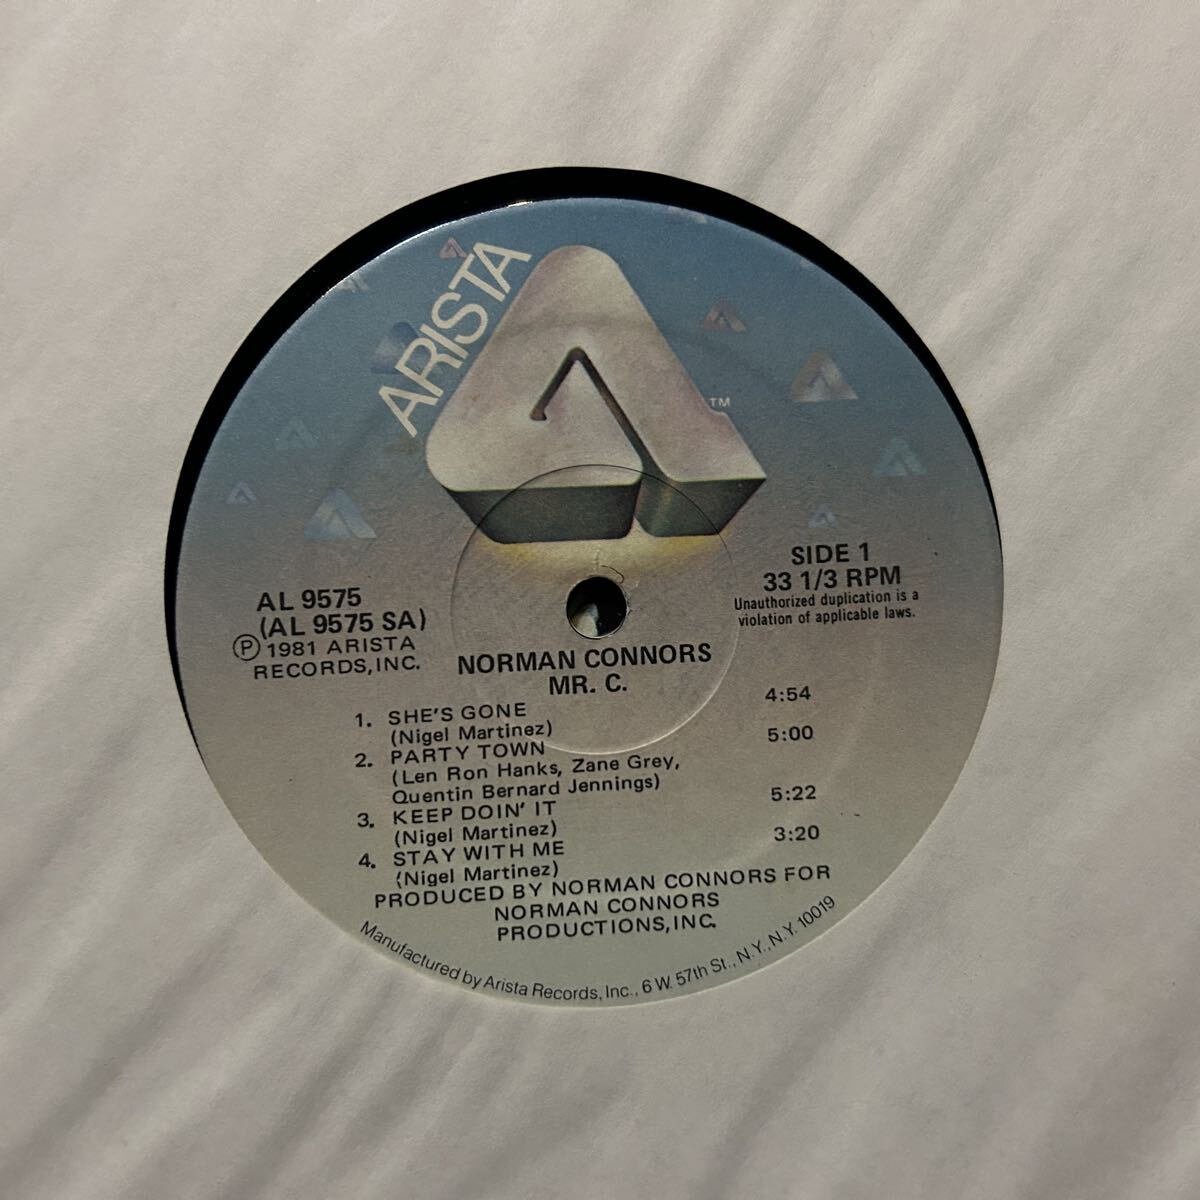 ARISTA
TM
SIDE 1
33 1/3 RPM
Unauthorized duplication is a
violation of applicable laws.
AL 9575
(AL 9575 SA)
Ⓟ 1981 ARISTA
RECORDS, INC.
NORMAN CONNORS
MR. C.
1. SHE'S GONE 4:54
(Nigel Martinez)
2. PARTY TOWN 5:00
(Len Ron Hanks, Zane Grey,
Quentin Bernard Jennings)
3. KEEP DOIN' IT 5:22
(Nigel Martinez)
4. STAY WITH ME 3:20
(Nigel Martinez)
PRODUCED BY NORMAN CONNORS FOR
NORMAN CONNORS
PRODUCTIONS, INC.
Manufactured by Arista Records, Inc., 6 W. 57th St., N.Y., N.Y. 10019